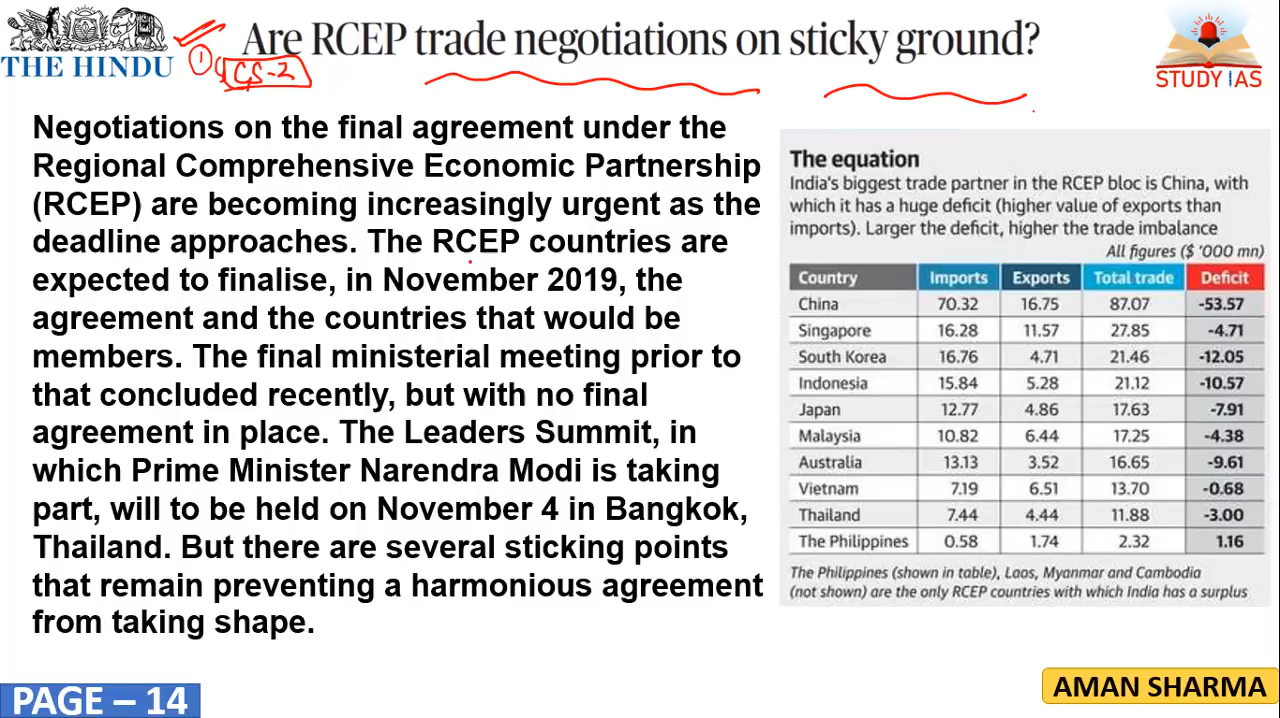 THE HINDU
① GS-2
Are RCEP trade negotiations on sticky ground?
STUDY IAS
Negotiations on the final agreement under the
Regional Comprehensive Economic Partnership
(RCEP) are becoming increasingly urgent as the
deadline approaches. The RCEP countries are
expected to finalise, in November 2019, the
agreement and the countries that would be
members. The final ministerial meeting prior to
that concluded recently, but with no final
agreement in place. The Leaders Summit, in
which Prime Minister Narendra Modi is taking
part, will to be held on November 4 in Bangkok,
Thailand. But there are several sticking points
that remain preventing a harmonious agreement
from taking shape.
The equation
India's biggest trade partner in the RCEP bloc is China, with
which it has a huge deficit (higher value of exports than
imports). Larger the deficit, higher the trade imbalance
All figures ($ '000 mn)
Country Imports Exports Total trade Deficit
China 70.32 16.75 87.07 -53.57
Singapore 16.28 11.57 27.85 -4.71
South Korea 16.76 4.71 21.46 -12.05
Indonesia 15.84 5.28 21.12 -10.57
Japan 12.77 4.86 17.63 -7.91
Malaysia 10.82 6.44 17.25 -4.38
Australia 13.13 3.52 16.65 -9.61
Vietnam 7.19 6.51 13.70 -0.68
Thailand 7.44 4.44 11.88 -3.00
The Philippines 0.58 1.74 2.32 1.16
The Philippines (shown in table), Laos, Myanmar and Cambodia
(not shown) are the only RCEP countries with which India has a surplus
PAGE – 14
AMAN SHARMA